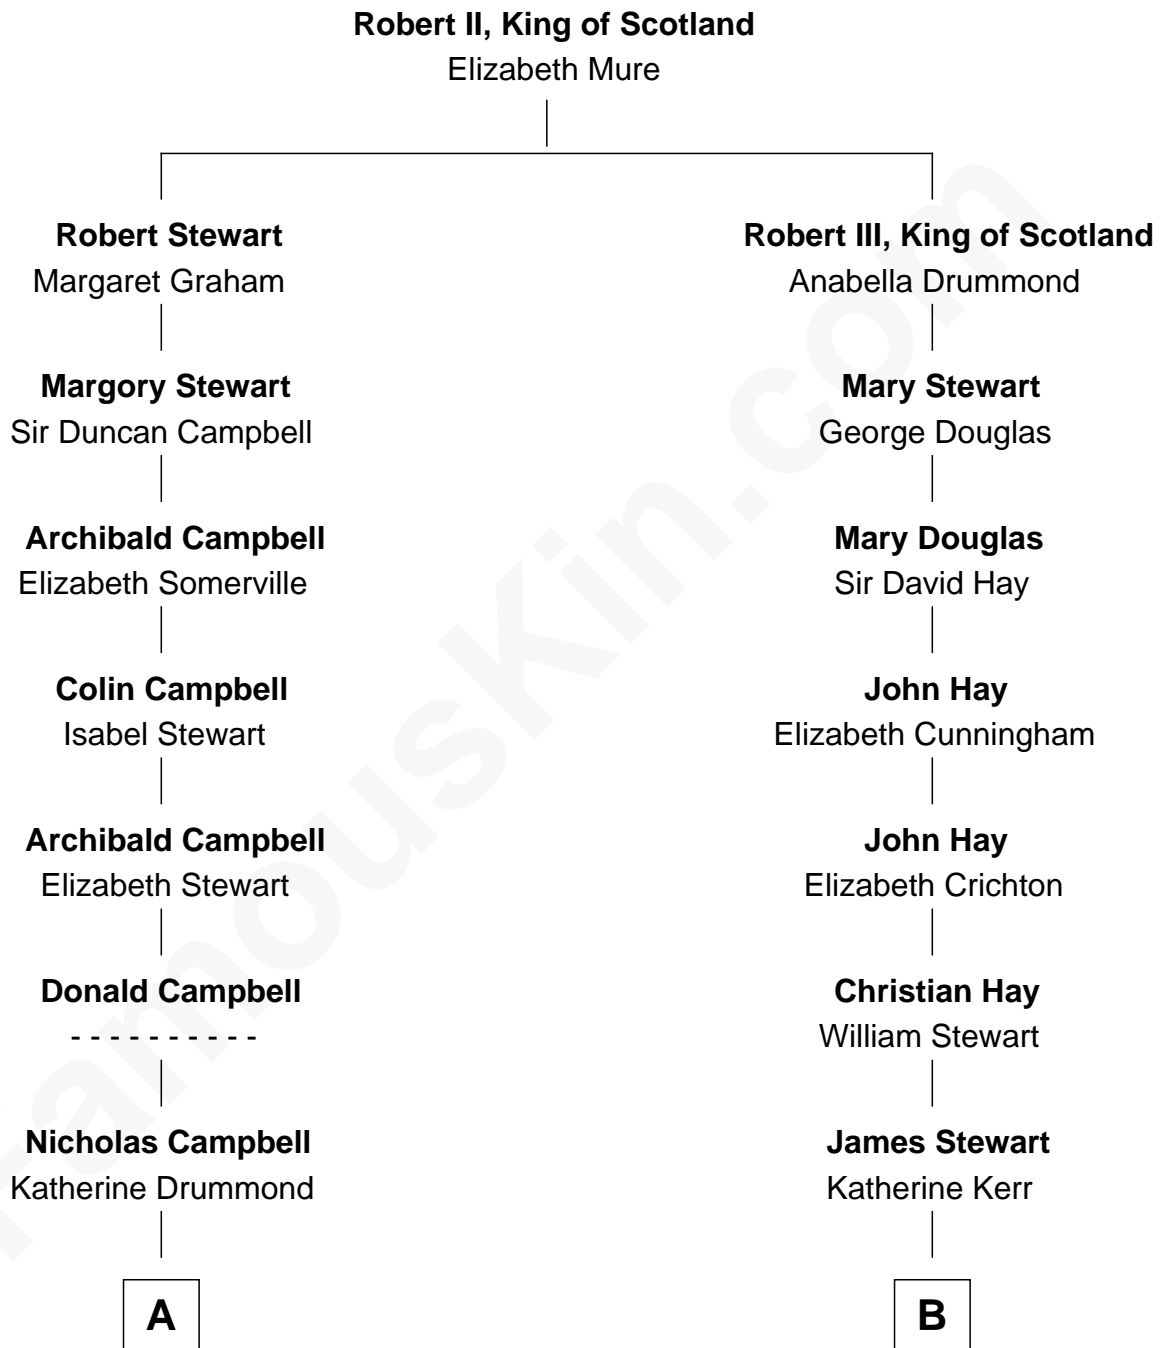 Robert II, King of Scotland
Elizabeth Mure
Robert Stewart
Margaret Graham
Robert III, King of Scotland
Anabella Drummond
Margory Stewart
Sir Duncan Campbell
Mary Stewart
George Douglas
Archibald Campbell
Elizabeth Somerville
Mary Douglas
Sir David Hay
Colin Campbell
Isabel Stewart
John Hay
Elizabeth Cunningham
Archibald Campbell
Elizabeth Stewart
John Hay
Elizabeth Crichton
Donald Campbell
- - - - - - - - - -
Christian Hay
William Stewart
Nicholas Campbell
Katherine Drummond
James Stewart
Katherine Kerr
A
B
FamousKin.com